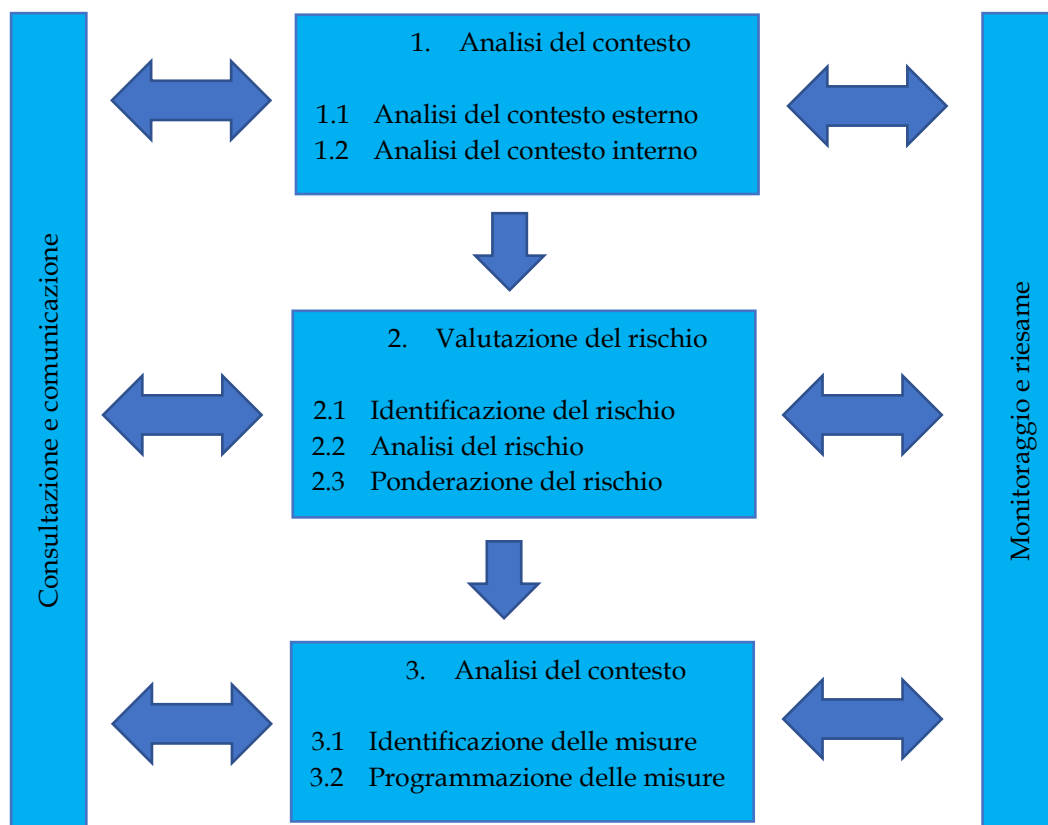 Consultazione e comunicazione
1. Analisi del contesto
1.1 Analisi del contesto esterno
1.2 Analisi del contesto interno
2. Valutazione del rischio
2.1 Identificazione del rischio
2.2 Analisi del rischio
2.3 Ponderazione del rischio
3. Analisi del contesto
3.1 Identificazione delle misure
3.2 Programmazione delle misure
Monitoraggio e riesame